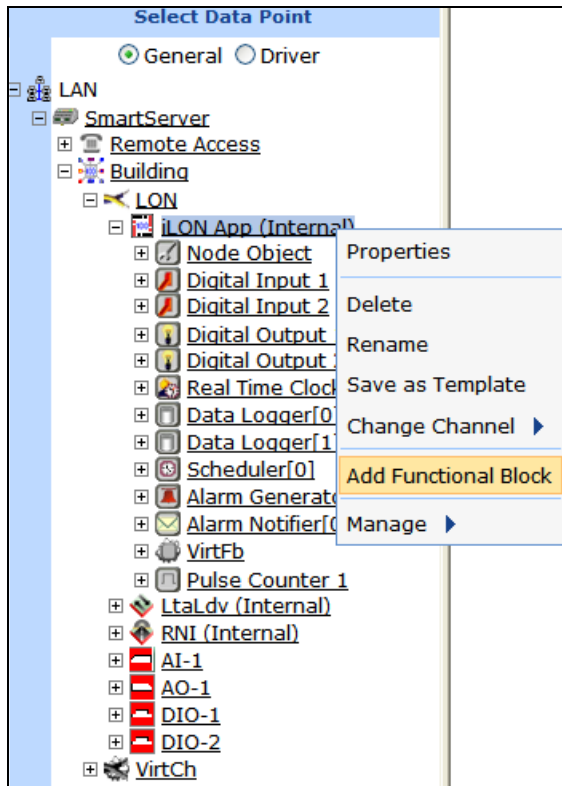 Select Data Point
General Driver
LAN
SmartServer
Remote Access
Building
LON
iLON App (Internal)
Node Object
Digital Input 1
Digital Input 2
Digital Output
Digital Output
Real Time Clock
Data Logger[0]
Data Logger[1]
Scheduler[0]
Alarm Generato
Alarm Notifier[0
VirtFb
Pulse Counter 1
LtaLdv (Internal)
RNI (Internal)
AI-1
AO-1
DIO-1
DIO-2
VirtCh
Properties
Delete
Rename
Save as Template
Change Channel
Add Functional Block
Manage